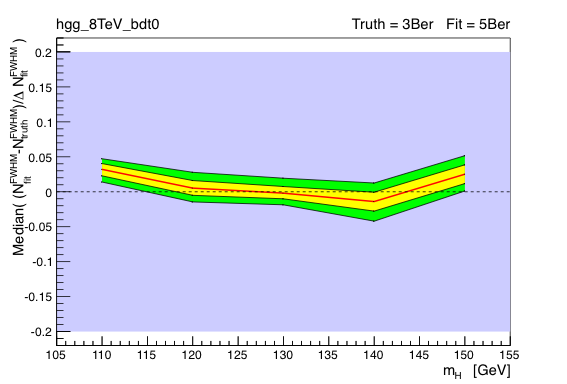 hgg_8TeV_bdt0 Truth = 3Ber Fit = 5Ber
Median( (N_fit^FWHM-N_truth^FWHM)/Δ N_fit^FWHM )
0.2
0.15
0.1
0.05
0
-0.05
-0.1
-0.15
-0.2
105 110 115 120 125 130 135 140 145 150 155
m_H [GeV]